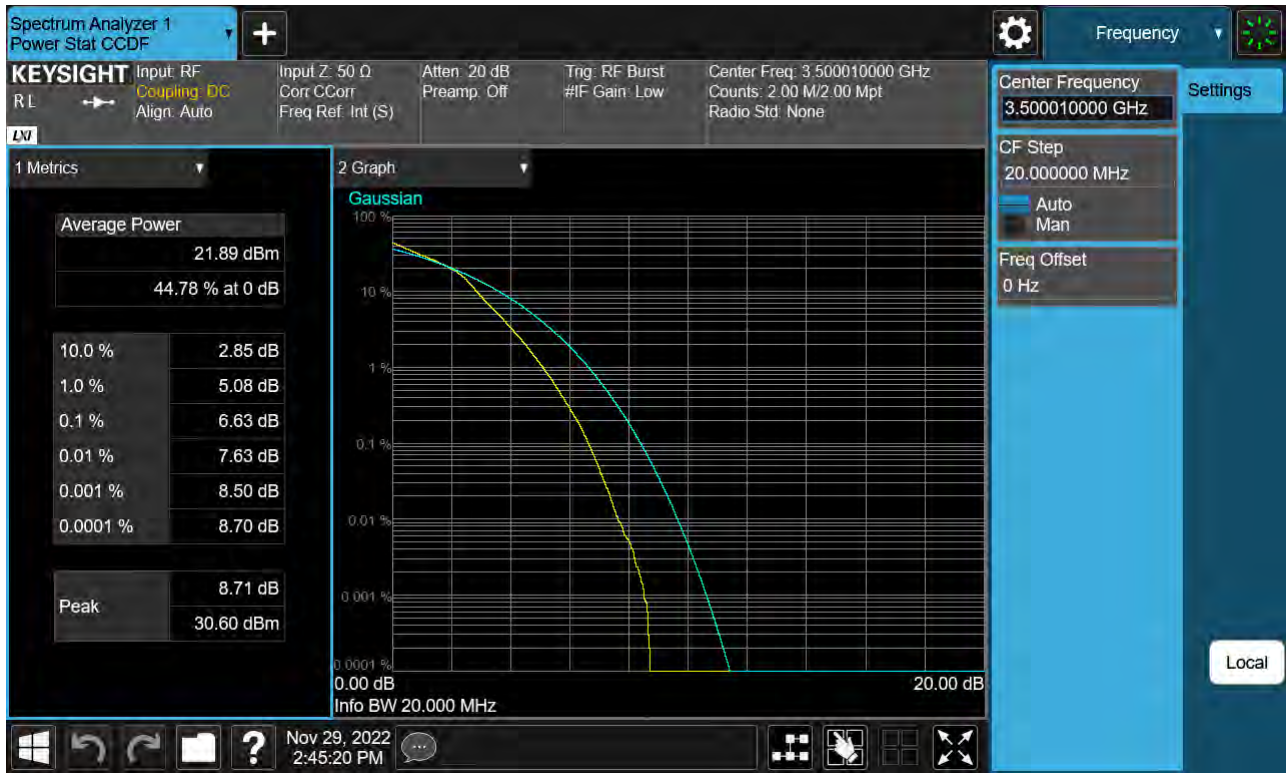 Spectrum Analyzer 1
Power Stat CCDF
+
Frequency
KEYSIGHT
RL
LXI
Input: RF
Coupling: DC
Align: Auto
Input Z: 50 Ω
Corr CCorr
Freq Ref: Int (S)
Atten: 20 dB
Preamp: Off
Trig: RF Burst
#IF Gain: Low
Center Freq: 3.500010000 GHz
Counts: 2.00 M/2.00 Mpt
Radio Std: None
1 Metrics
Average Power
21.89 dBm
44.78 % at 0 dB
10.0 % 2.85 dB
1.0 % 5.08 dB
0.1 % 6.63 dB
0.01 % 7.63 dB
0.001 % 8.50 dB
0.0001 % 8.70 dB
Peak
8.71 dB
30.60 dBm
2 Graph
Gaussian
100 %
10 %
1 %
0.1 %
0.01 %
0.001 %
0.0001 %
0.00 dB 20.00 dB
Info BW 20.000 MHz
Center Frequency
3.500010000 GHz
CF Step
20.000000 MHz
Auto
Man
Freq Offset
0 Hz
Settings
Local
?
Nov 29, 2022
2:45:20 PM